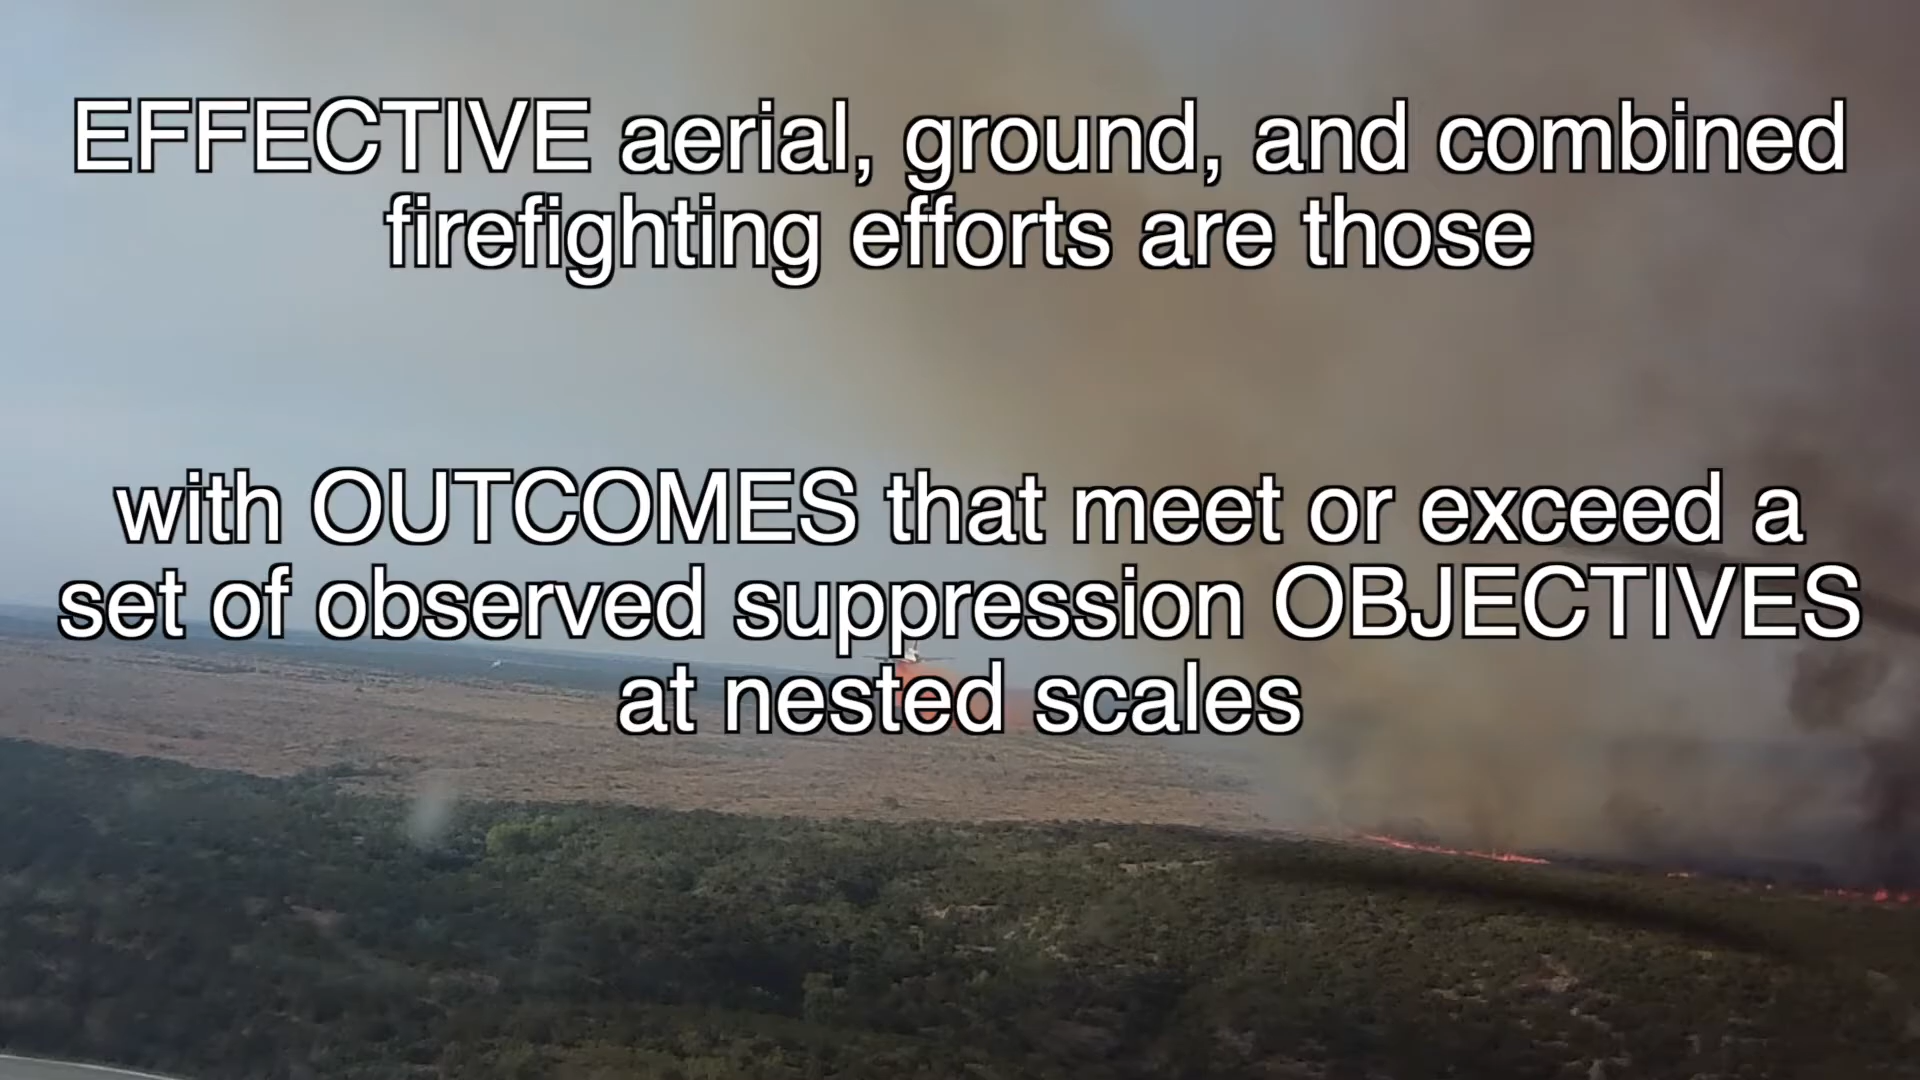 EFFECTIVE aerial, ground, and combined
firefighting efforts are those
with OUTCOMES that meet or exceed a
set of observed suppression OBJECTIVES
at nested scales